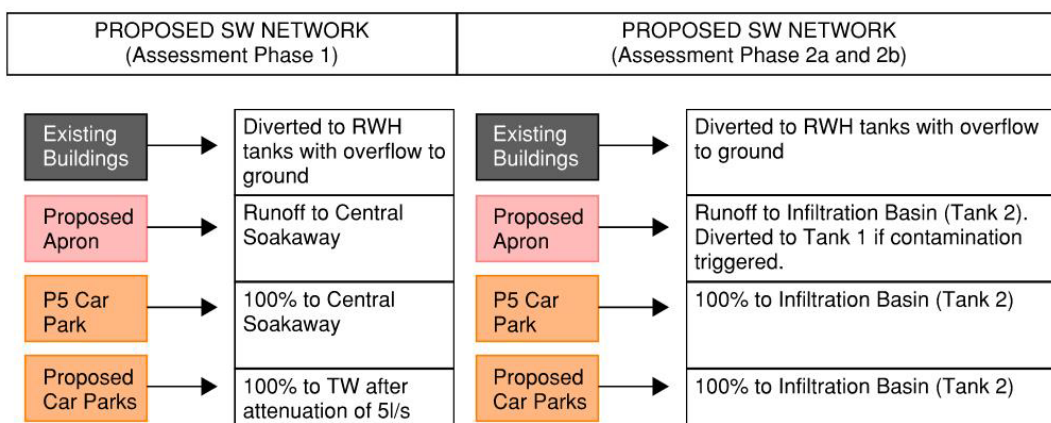 PROPOSED SW NETWORK
(Assessment Phase 1)
PROPOSED SW NETWORK
(Assessment Phase 2a and 2b)
Existing
Buildings
Diverted to RWH
tanks with overflow to
ground
Existing
Buildings
Diverted to RWH tanks with overflow
to ground
Proposed
Apron
Runoff to Central
Soakaway
Proposed
Apron
Runoff to Infiltration Basin (Tank 2).
Diverted to Tank 1 if contamination
triggered.
P5 Car
Park
100% to Central
Soakaway
P5 Car
Park
100% to Infiltration Basin (Tank 2)
Proposed
Car Parks
100% to TW after
attenuation of 5l/s
Proposed
Car Parks
100% to Infiltration Basin (Tank 2)